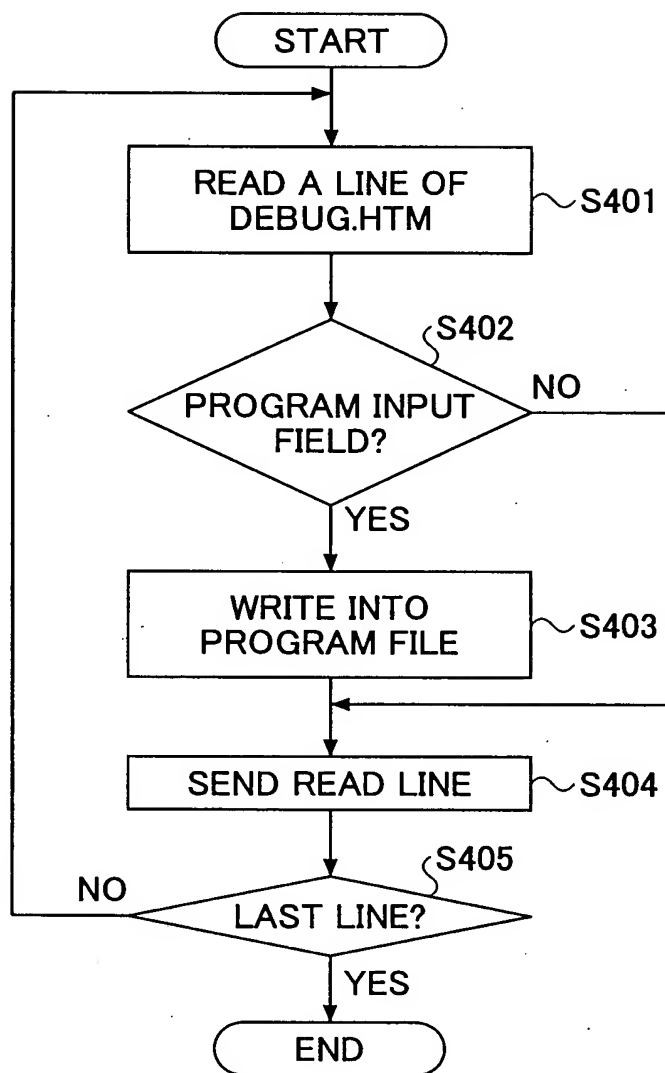 START
READ A LINE OF
DEBUG.HTM
S401
S402
PROGRAM INPUT
FIELD?
NO
YES
WRITE INTO
PROGRAM FILE
S403
SEND READ LINE
S404
S405
NO
LAST LINE?
YES
END